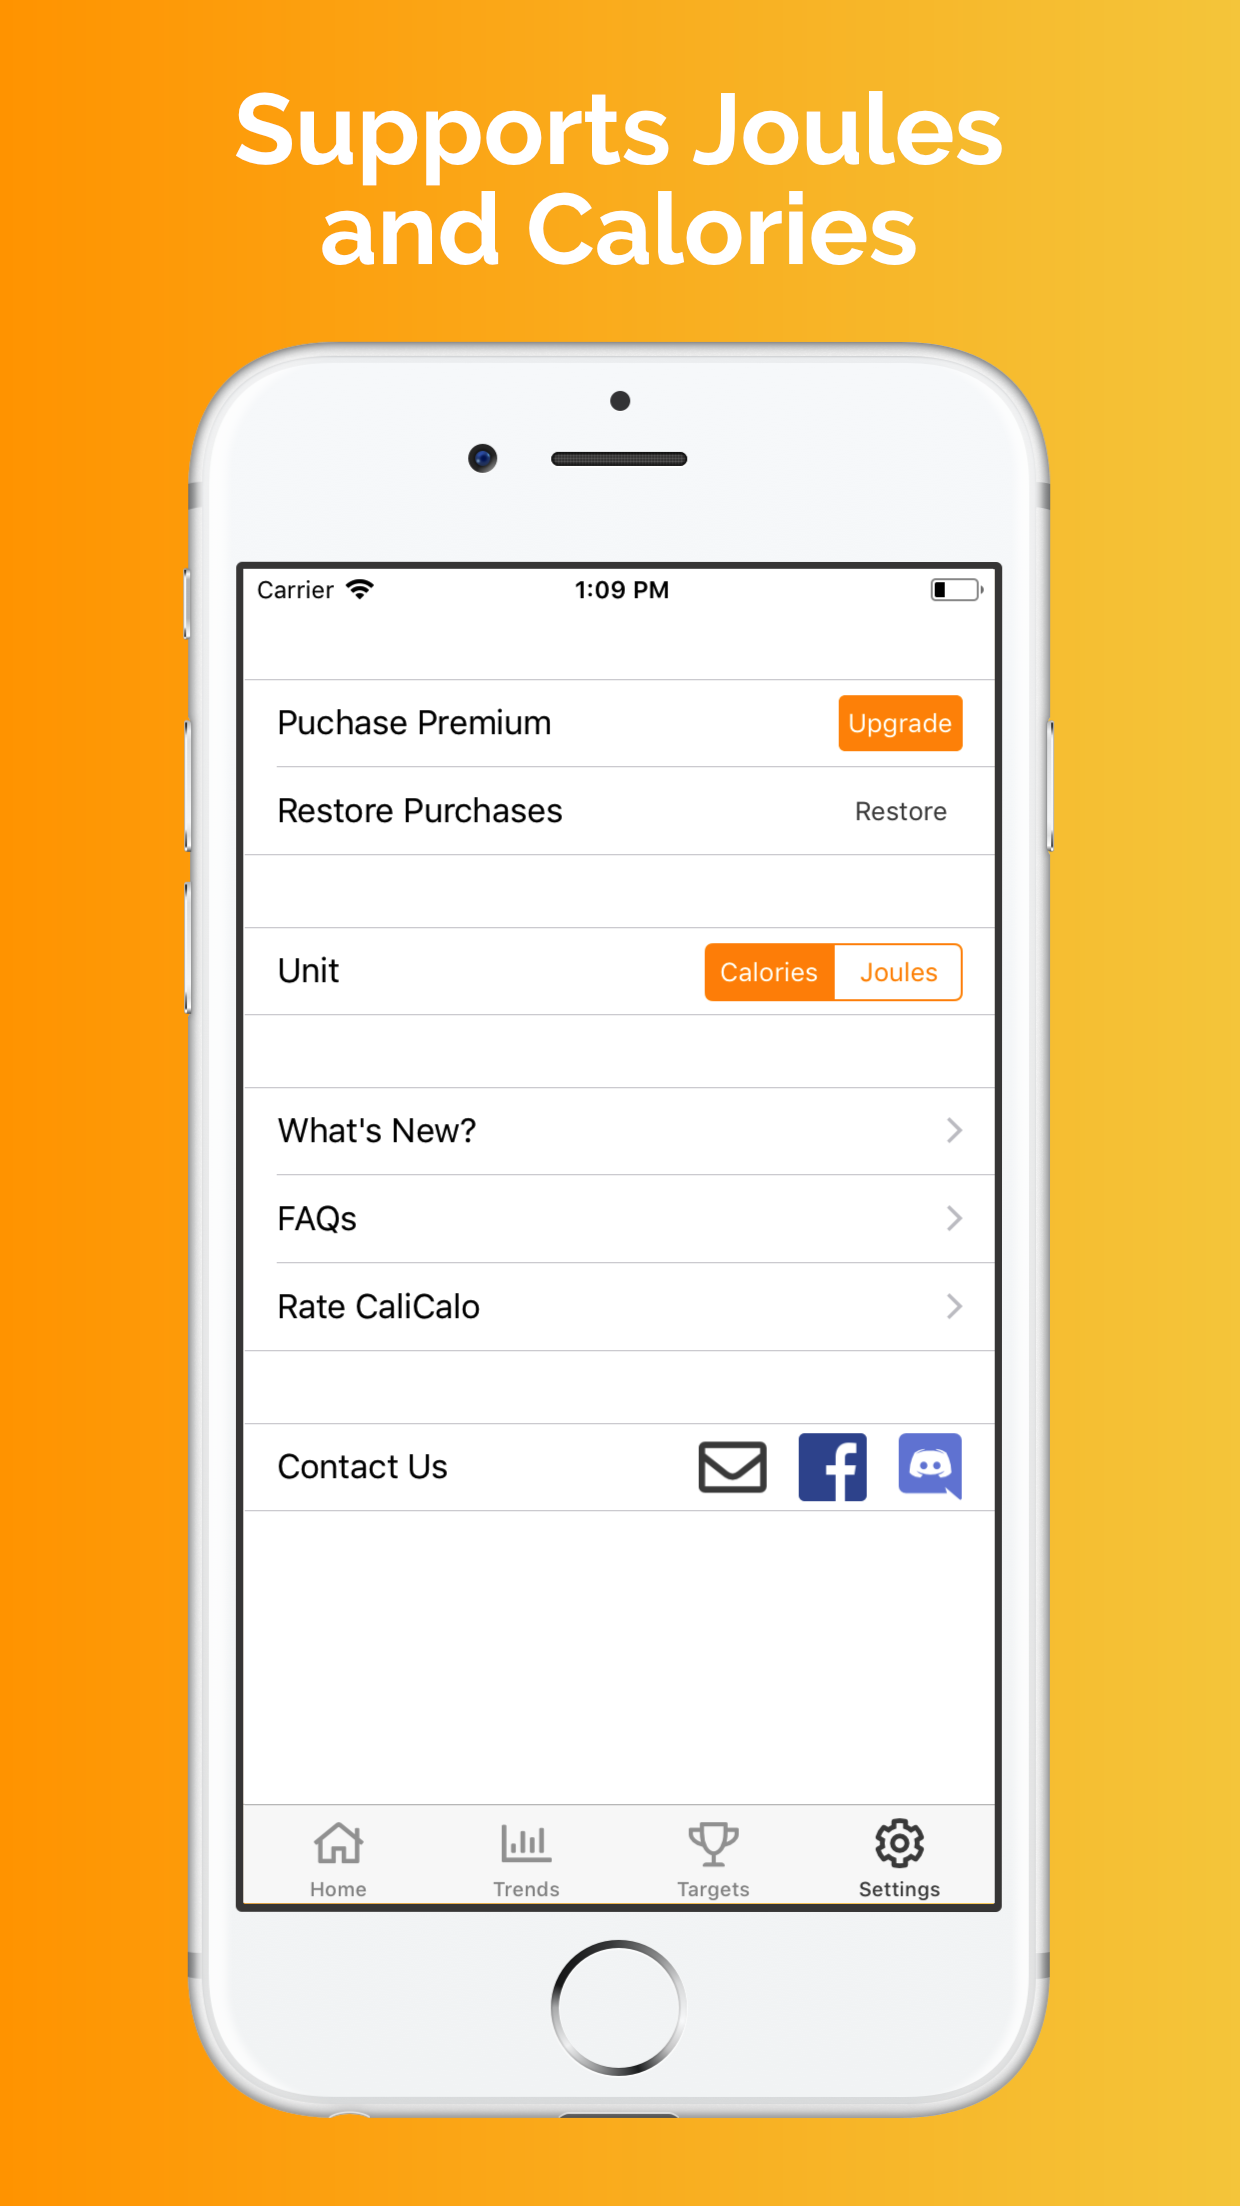 Supports Joules
and Calories
Carrier 1:09 PM
Puchase Premium Upgrade
Restore Purchases Restore
Unit Calories Joules
What's New?
FAQs
Rate CaliCalo
Contact Us
Home Trends Targets Settings